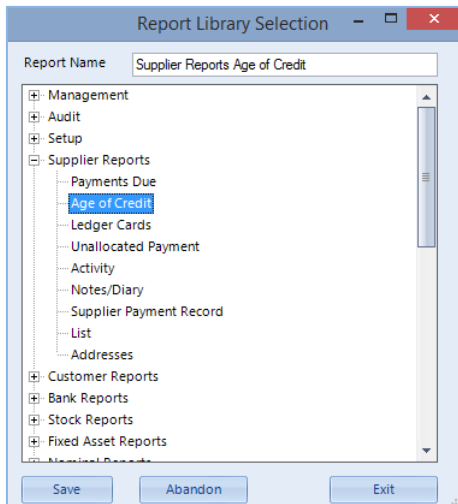 Report Library Selection
Report Name Supplier Reports Age of Credit
Management
Audit
Setup
Supplier Reports
Payments Due
Age of Credit
Ledger Cards
Unallocated Payment
Activity
Notes/Diary
Supplier Payment Record
List
Addresses
Customer Reports
Bank Reports
Stock Reports
Fixed Asset Reports
Nominal Reports
Save Abandon Exit